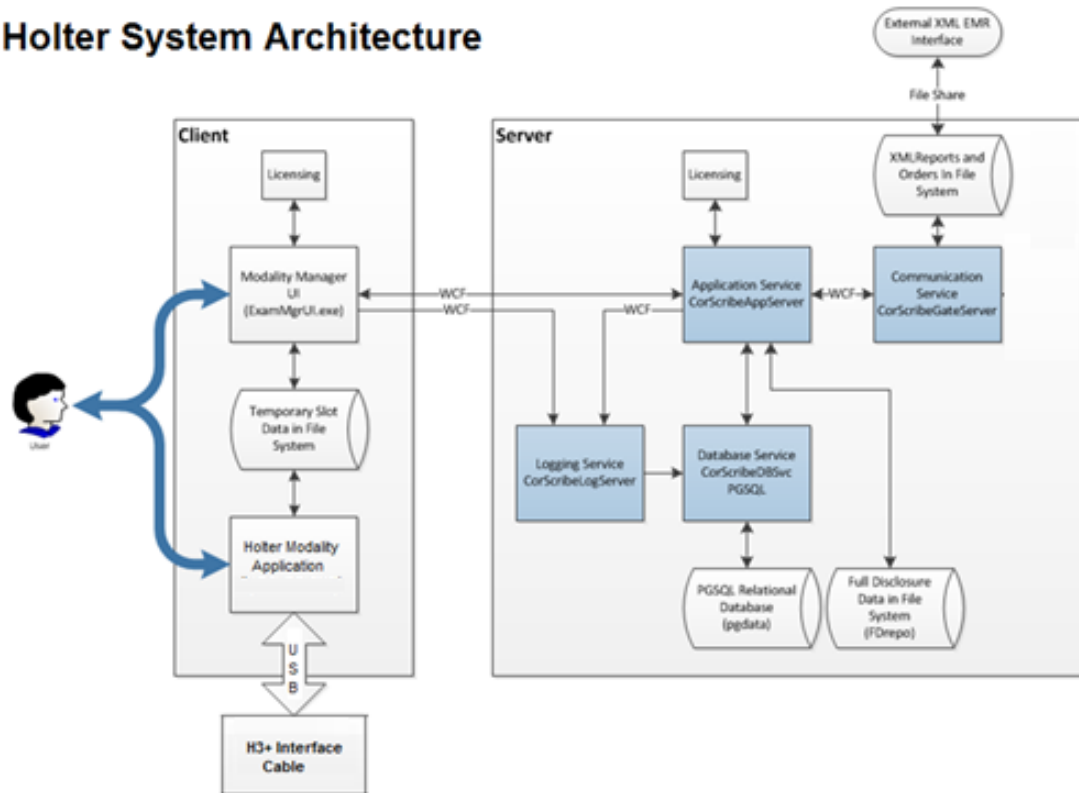 Holter System Architecture
External XML EMR
Interface
File Share
Client
Server
Licensing
Licensing
XMLReports and
Orders In File
System
Modality Manager
UI
(ExamMgrUI.exe)
WCF
WCF
WCF
Application Service
CorScribeAppServer
WCF
Communication
Service
CorScribeGateServer
User
Temporary Slot
Data in File
System
Logging Service
CorScribeLogServer
Database Service
CorScribeDBSvc
PGSQL
Holter Modality
Application
PGSQL Relational
Database
(pgdata)
Full Disclosure
Data in File
System
(FDrepo)
U
S
B
H3+ Interface
Cable